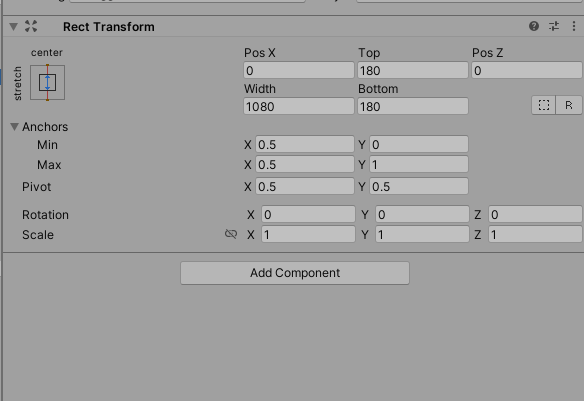 Rect Transform
center
stretch
Pos X Top Pos Z
0 180 0
Width Bottom
1080 180
R
Anchors
Min X 0.5 Y 0
Max X 0.5 Y 1
Pivot X 0.5 Y 0.5
Rotation X 0 Y 0 Z 0
Scale X 1 Y 1 Z 1
Add Component